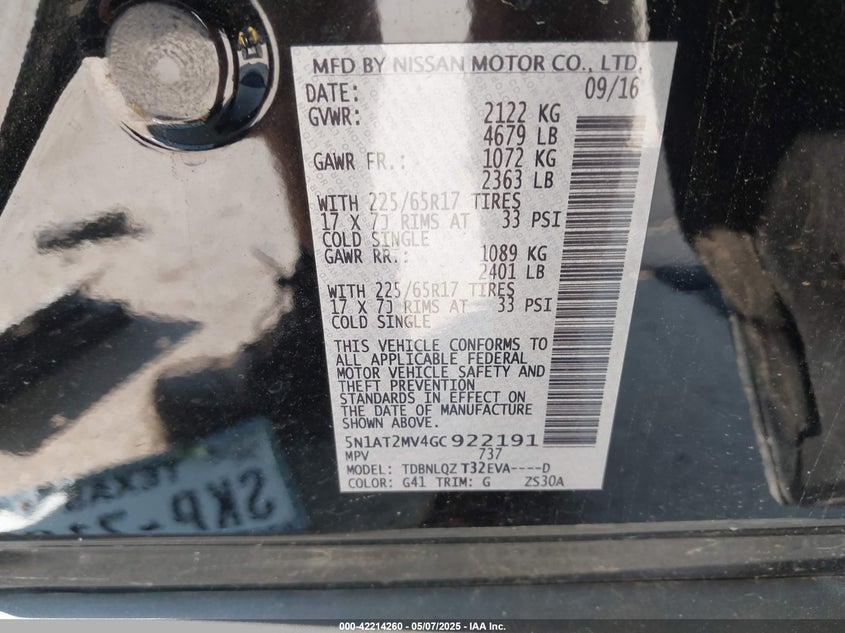 MFD BY NISSAN MOTOR CO., LTD.
DATE: 09/16
GVWR: 2122 KG
4679 LB
GAWR FR.: 1072 KG
2363 LB
WITH 225/65R17 TIRES
17 X 7J RIMS AT 33 PSI
COLD SINGLE
GAWR RR.: 1089 KG
2401 LB
WITH 225/65R17 TIRES
17 X 7J RIMS AT 33 PSI
COLD SINGLE
THIS VEHICLE CONFORMS TO
ALL APPLICABLE FEDERAL
MOTOR VEHICLE SAFETY AND
THEFT PREVENTION
STANDARDS IN EFFECT ON
THE DATE OF MANUFACTURE
SHOWN ABOVE.
5N1AT2MV4GC922191
MPV 737
MODEL: TDBNLQZ T32EVA----D
COLOR: G41 TRIM: G ZS30A
TEXAS
000-42214260 - 05/07/2025 - IAA Inc.